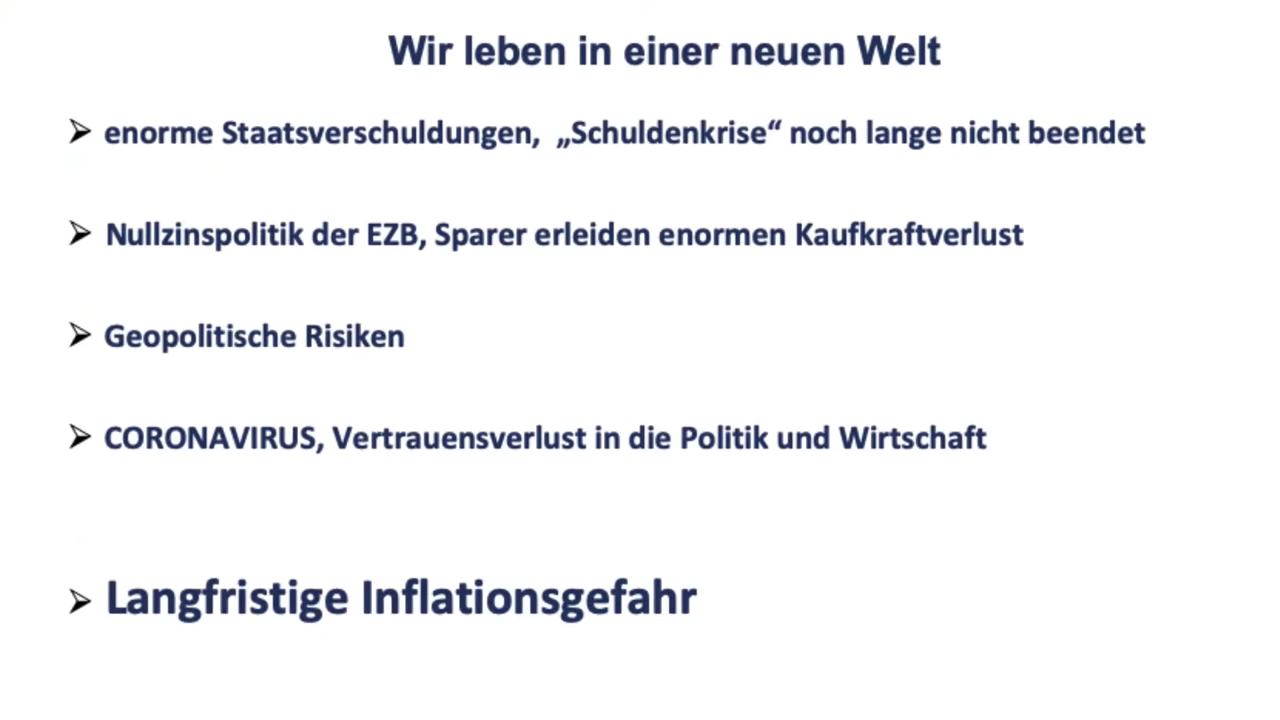 Wir leben in einer neuen Welt
➢ enorme Staatsverschuldungen, „Schuldenkrise“ noch lange nicht beendet
➢ Nullzinspolitik der EZB, Sparer erleiden enormen Kaufkraftverlust
➢ Geopolitische Risiken
➢ CORONAVIRUS, Vertrauensverlust in die Politik und Wirtschaft
➢ Langfristige Inflationsgefahr